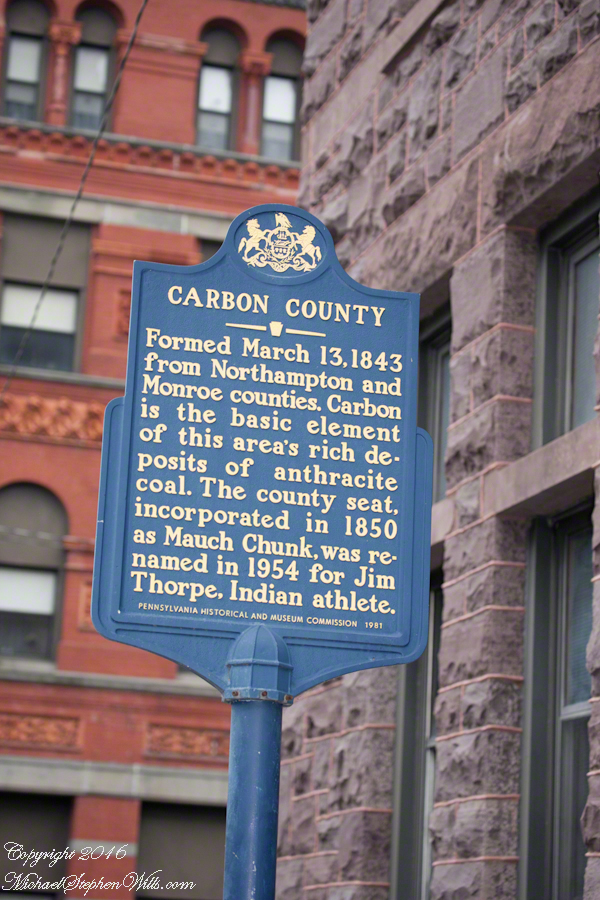 CARBON COUNTY
Formed March 13,1843
from Northampton and
Monroe counties. Carbon
is the basic element
of this area's rich de-
posits of anthracite
coal. The county seat,
incorporated in 1850
as Mauch Chunk, was re-
named in 1954 for Jim
Thorpe, Indian athlete.
PENNSYLVANIA HISTORICAL AND MUSEUM COMMISSION 1981
Copyright 2016
MichaelStephenWills.com